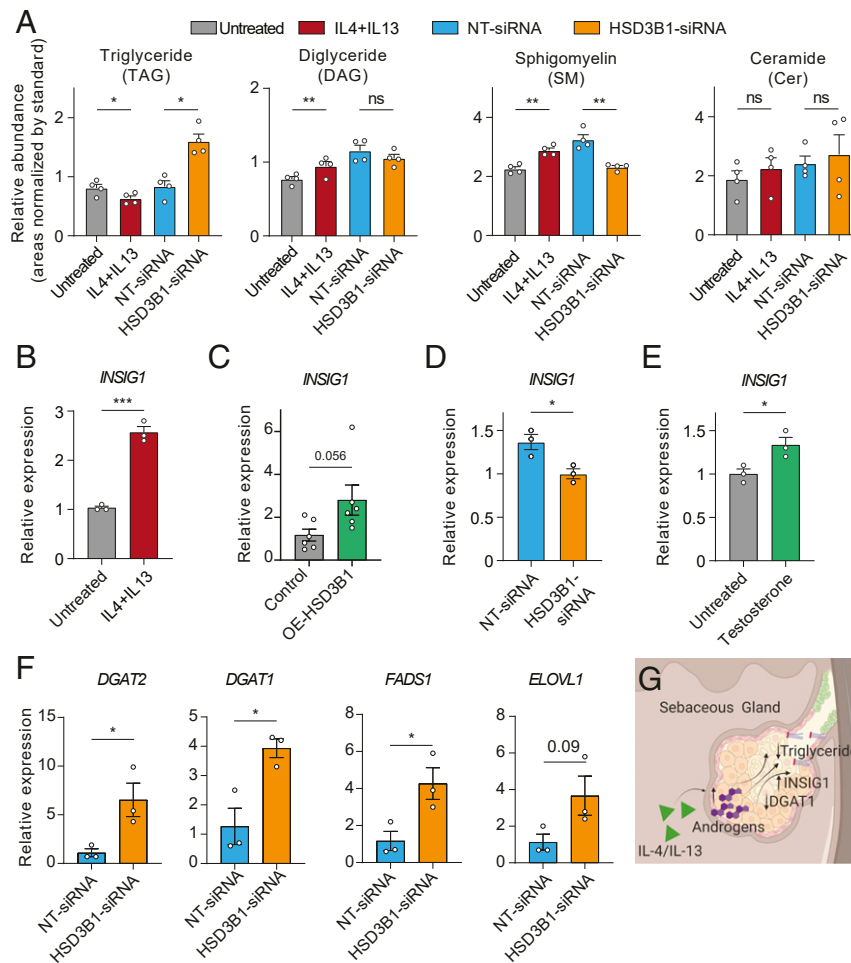 A
Untreated
IL4+IL13
NT-siRNA
HSD3B1-siRNA
Relative abundance
(areas normalized by standard)
Triglyceride
(TAG)
*
*
2
1
0
Untreated
IL4+IL13
NT-siRNA
HSD3B1-siRNA
Diglyceride
(DAG)
**
ns
2
1
0
Untreated
IL4+IL13
NT-siRNA
HSD3B1-siRNA
Sphigomyelin
(SM)
**
**
4
2
0
Untreated
IL4+IL13
NT-siRNA
HSD3B1-siRNA
Ceramide
(Cer)
ns
ns
4
2
0
Untreated
IL4+IL13
NT-siRNA
HSD3B1-siRNA
B
INSIG1
***
Relative expression
3
2
1
0
Untreated
IL4+IL13
C
INSIG1
0.056
Relative expression
6
4
2
0
Control
OE-HSD3B1
D
INSIG1
*
Relative expression
1.5
1
0.5
0
NT-siRNA
HSD3B1-
siRNA
E
INSIG1
*
Relative expression
1.5
1
0.5
0
Untreated
Testosterone
F
DGAT2
*
Relative expression
15
10
5
0
NT-siRNA
HSD3B1-siRNA
DGAT1
*
5
4
3
2
1
0
NT-siRNA
HSD3B1-siRNA
FADS1
*
8
6
4
2
0
NT-siRNA
HSD3B1-siRNA
ELOVL1
0.09
8
6
4
2
0
NT-siRNA
HSD3B1-siRNA
G
Sebaceous Gland
Triglyceride
INSIG1
DGAT1
Androgens
IL-4/IL-13